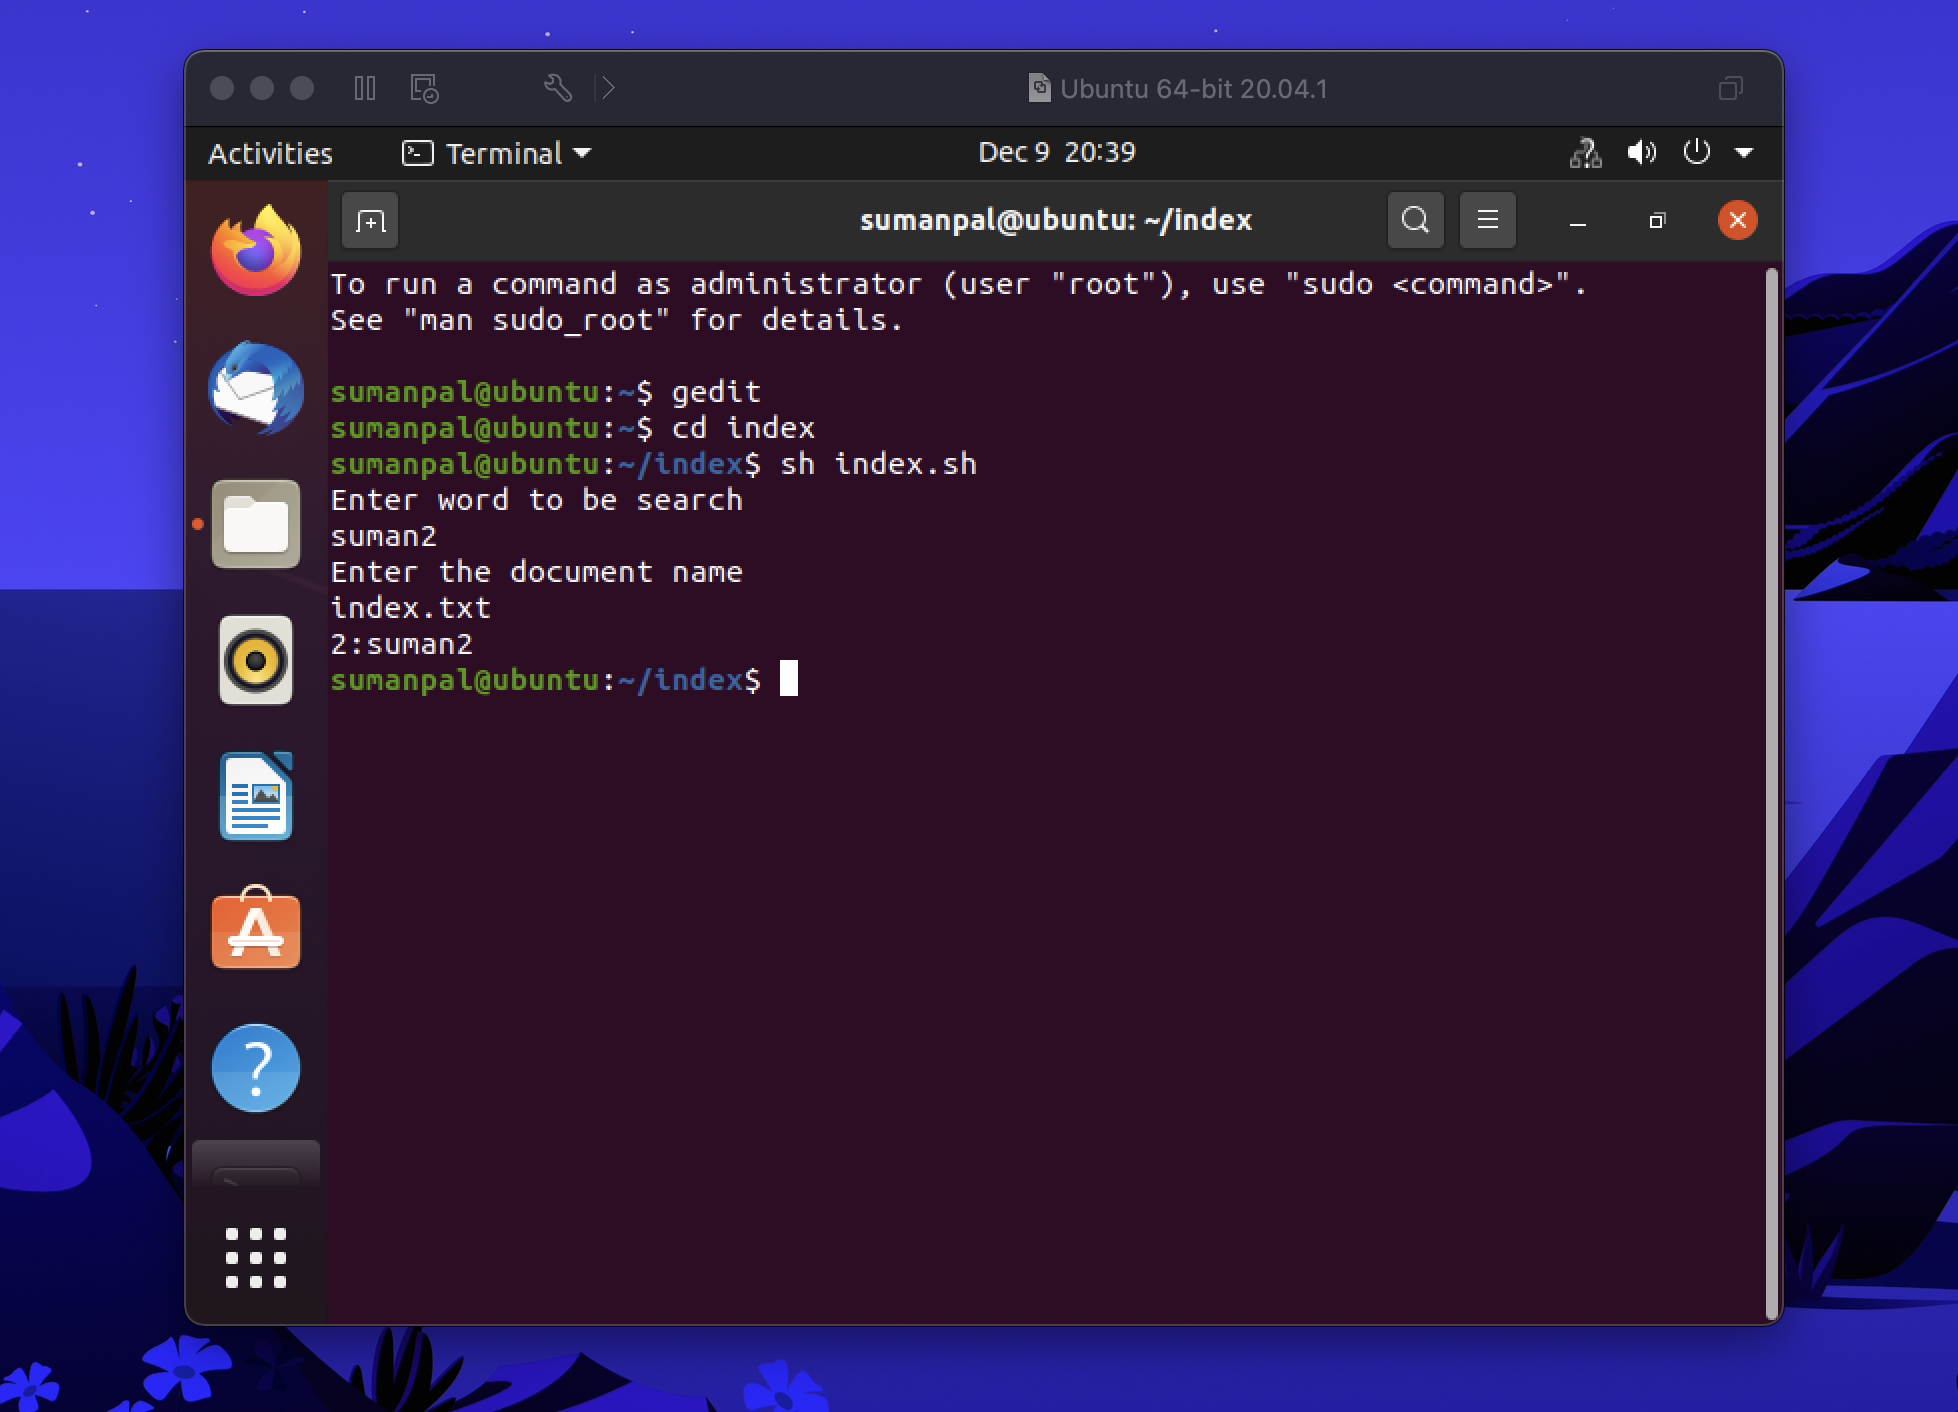 Ubuntu 64-bit 20.04.1
Activities Terminal Dec 9 20:39
sumanpal@ubuntu: ~/index
To run a command as administrator (user "root"), use "sudo <command>".
See "man sudo_root" for details.
sumanpal@ubuntu:~$ gedit
sumanpal@ubuntu:~$ cd index
sumanpal@ubuntu:~/index$ sh index.sh
Enter word to be search
suman2
Enter the document name
index.txt
2:suman2
sumanpal@ubuntu:~/index$